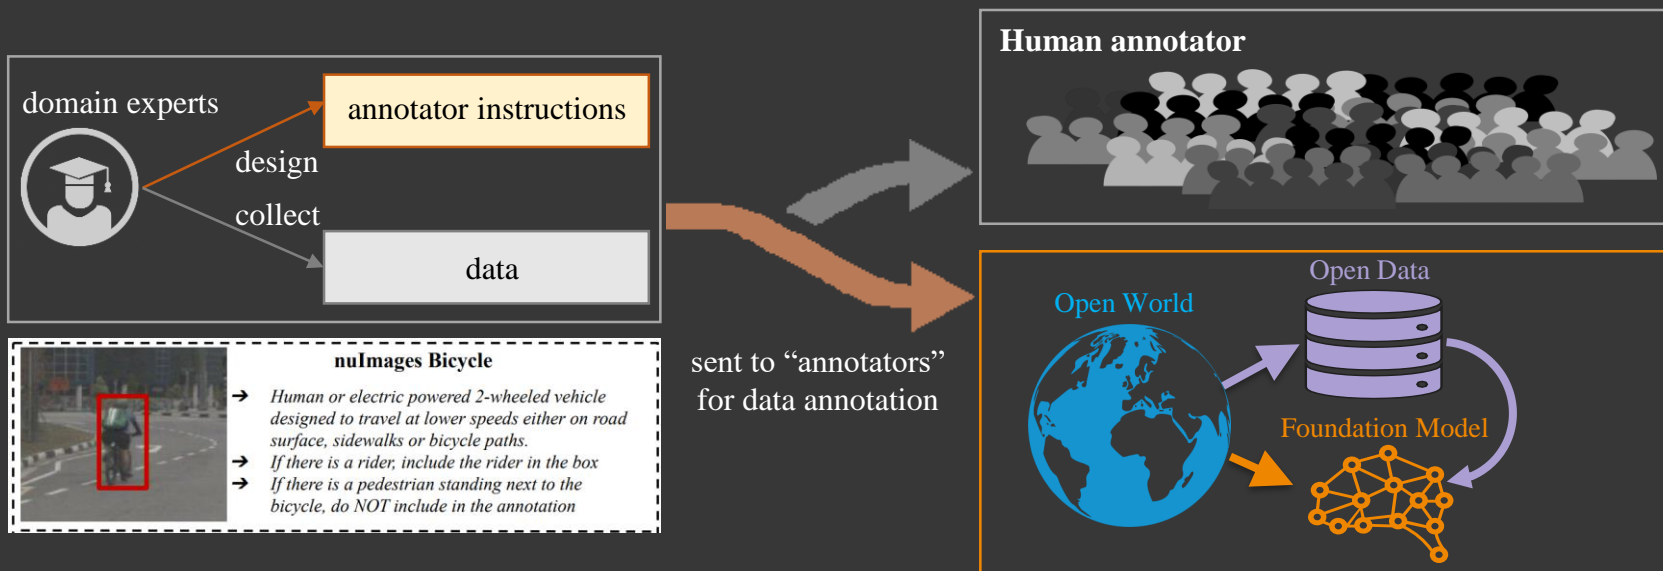 domain experts
annotator instructions
design
collect
data
nuImages Bicycle
➔ Human or electric powered 2-wheeled vehicle
designed to travel at lower speeds either on road
surface, sidewalks or bicycle paths.
➔ If there is a rider, include the rider in the box
➔ If there is a pedestrian standing next to the
bicycle, do NOT include in the annotation
sent to “annotators”
for data annotation
Human annotator
Open Data
Open World
Foundation Model